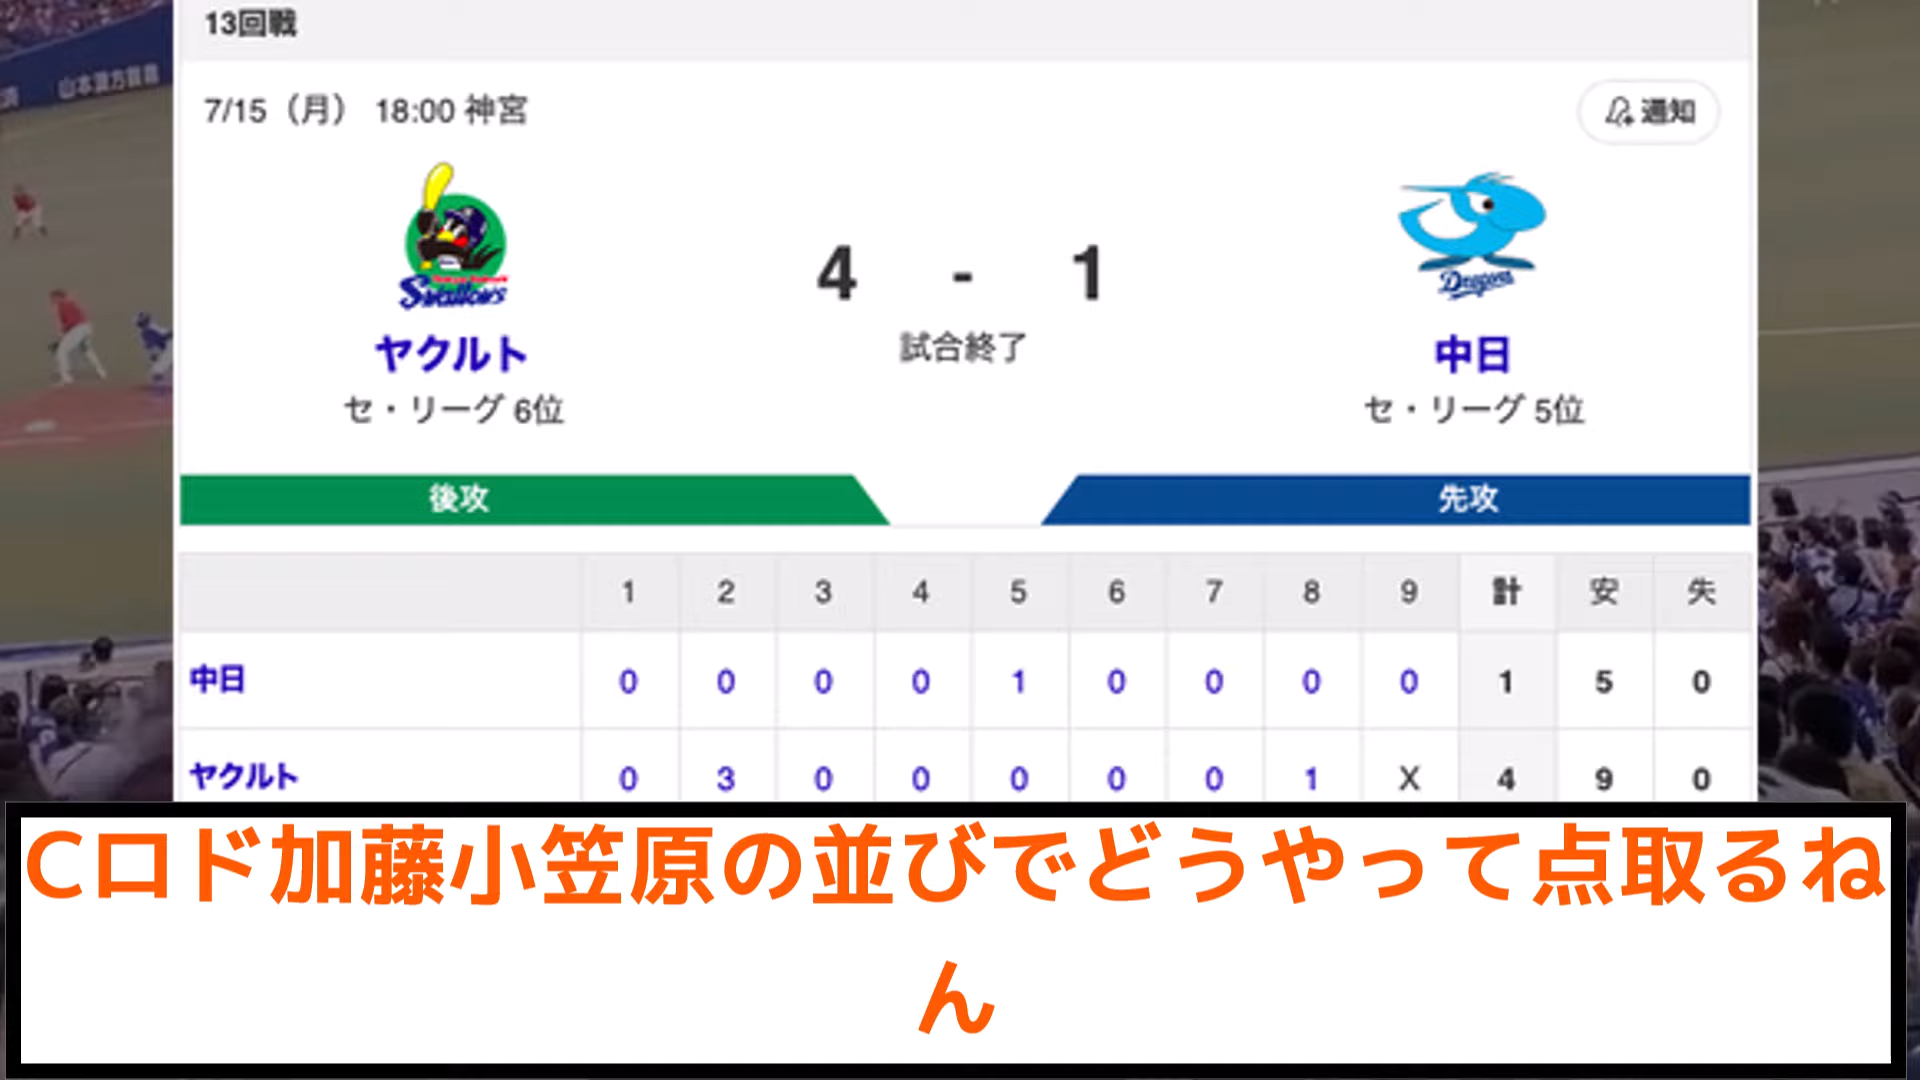 13回戦
7/15（月） 18:00 神宮
通知
Swallows
Dragons
4 - 1
試合終了
ヤクルト
中日
セ・リーグ 6位
セ・リーグ 5位
後攻
先攻
1 2 3 4 5 6 7 8 9 計 安 失
中日 0 0 0 0 1 0 0 0 0 1 5 0
ヤクルト 0 3 0 0 0 0 0 1 X 4 9 0
Cロド加藤小笠原の並びでどうやって点取るね
ん